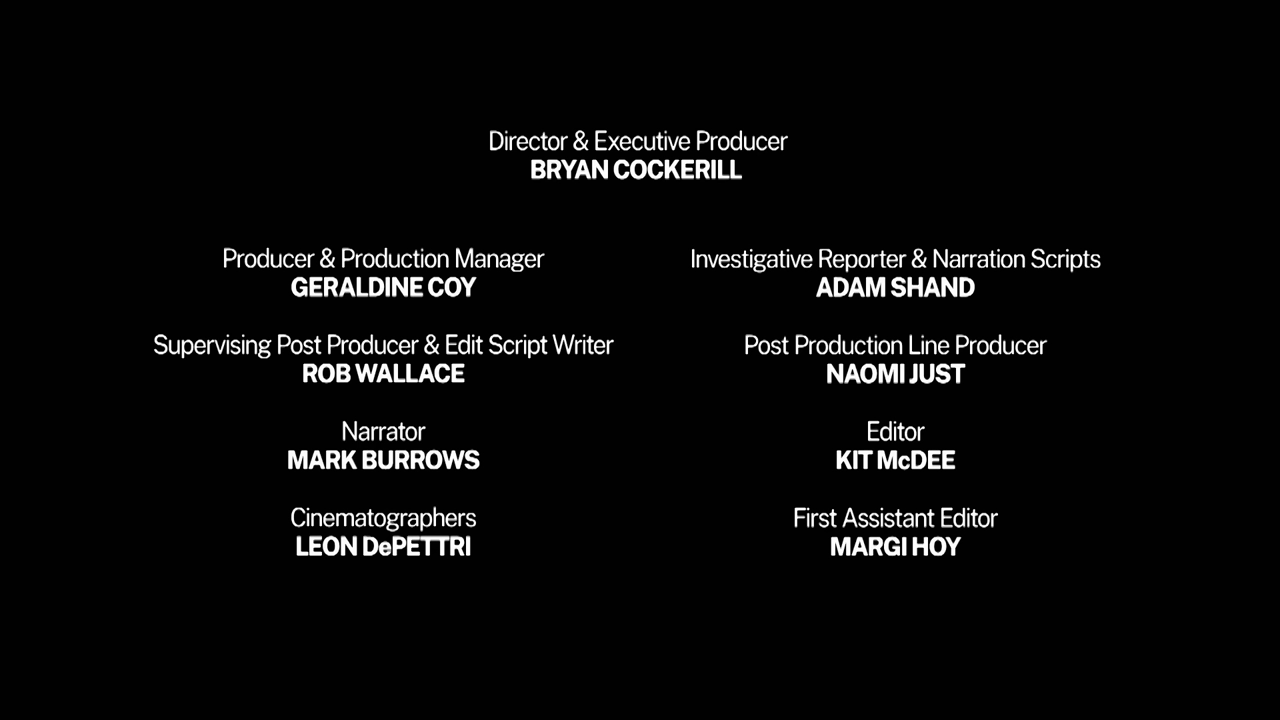 Director & Executive Producer
BRYAN COCKERILL
Producer & Production Manager
GERALDINE COY
Investigative Reporter & Narration Scripts
ADAM SHAND
Supervising Post Producer & Edit Script Writer
ROB WALLACE
Post Production Line Producer
NAOMI JUST
Narrator
MARK BURROWS
Editor
KIT McDEE
Cinematographers
LEON DePETTRI
First Assistant Editor
MARGI HOY